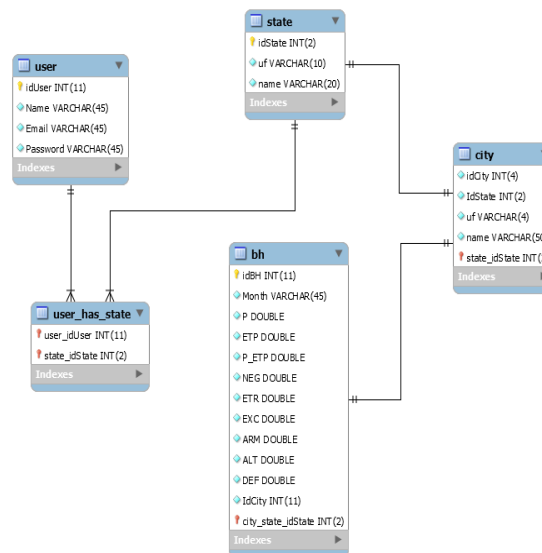 state
idState INT(2)
uf VARCHAR(10)
name VARCHAR(20)
Indexes
user
idUser INT(11)
Name VARCHAR(45)
Email VARCHAR(45)
Password VARCHAR(45)
Indexes
city
idCity INT(4)
IdState INT(2)
uf VARCHAR(4)
name VARCHAR(50
state_idState INT(
Indexes
bh
idBH INT(11)
Month VARCHAR(45)
P DOUBLE
ETP DOUBLE
P_ETP DOUBLE
NEG DOUBLE
ETR DOUBLE
EXC DOUBLE
ARM DOUBLE
ALT DOUBLE
DEF DOUBLE
IdCity INT(11)
city_state_idState INT(2)
Indexes
user_has_state
user_idUser INT(11)
state_idState INT(2)
Indexes